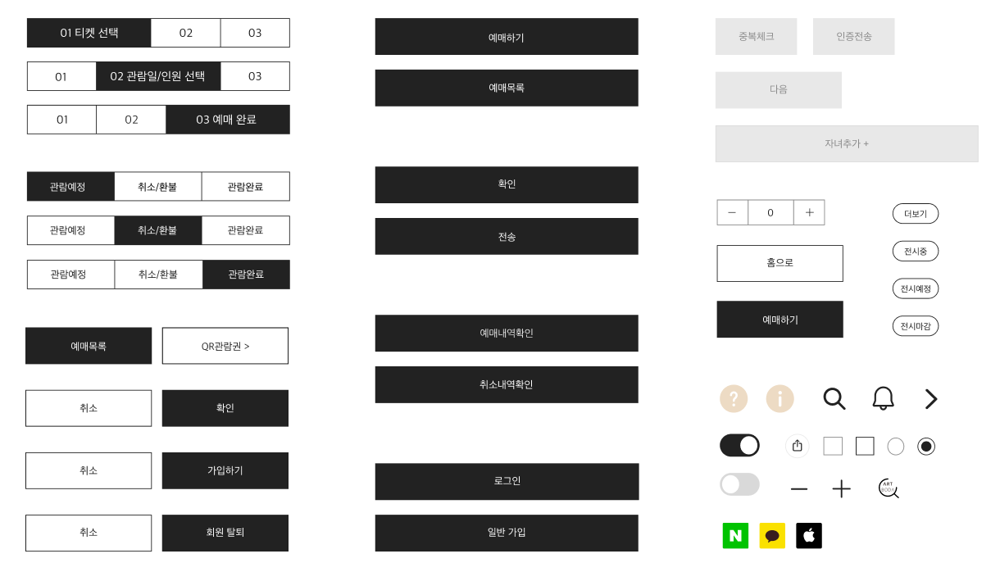 01 티켓 선택 02 03
01 02 관람일/인원 선택 03
01 02 03 예매 완료
관람예정 취소/환불 관람완료
관람예정 취소/환불 관람완료
관람예정 취소/환불 관람완료
예매목록 QR관람권 >
취소 확인
취소 가입하기
취소 회원 탈퇴
예매하기
예매목록
확인
전송
예매내역확인
취소내역확인
로그인
일반 가입
중복체크 인증전송
다음
자녀추가 +
− 0 +
홈으로
예매하기
더보기
전시중
전시예정
전시마감
? i
ART
BODA
N